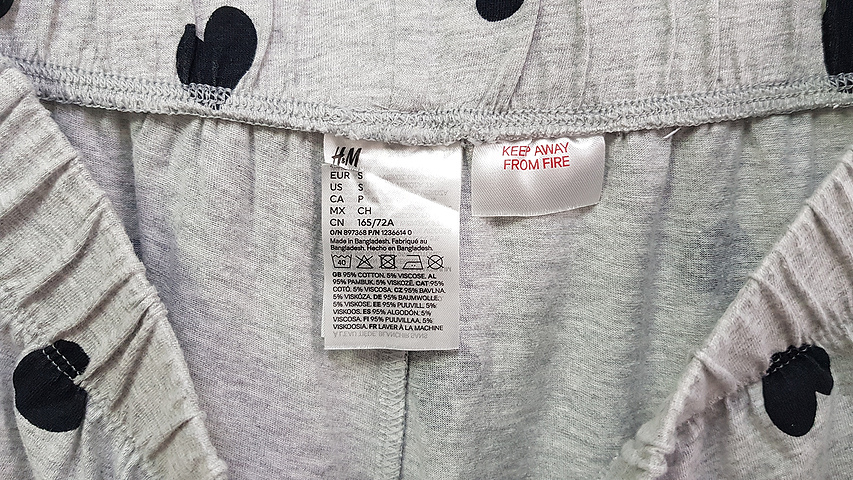 H&M
EUR S
US S
CA P
MX CH
CN 165/72A
O/N 897368 P/N 1236614 0
Made in Bangladesh. Fabriqué au
Bangladesh. Hecho en Bangladesh.
40
GB 95% COTTON, 5% VISCOSE. AL
95% PAMBUK, 5% VISKOZË. CAT 95%
COTÓ, 5% VISCOSA. CZ 95% BAVLNA,
5% VISKÓZA. DE 95% BAUMWOLLE,
5% VISKOSE. EE 95% PUUVILL, 5%
VISKOOS. ES 95% ALGODÓN, 5%
VISCOSA. FI 95% PUUVILLAA, 5%
VISKOOSIA. FR LAVER À LA MACHINE
KEEP AWAY
FROM FIRE